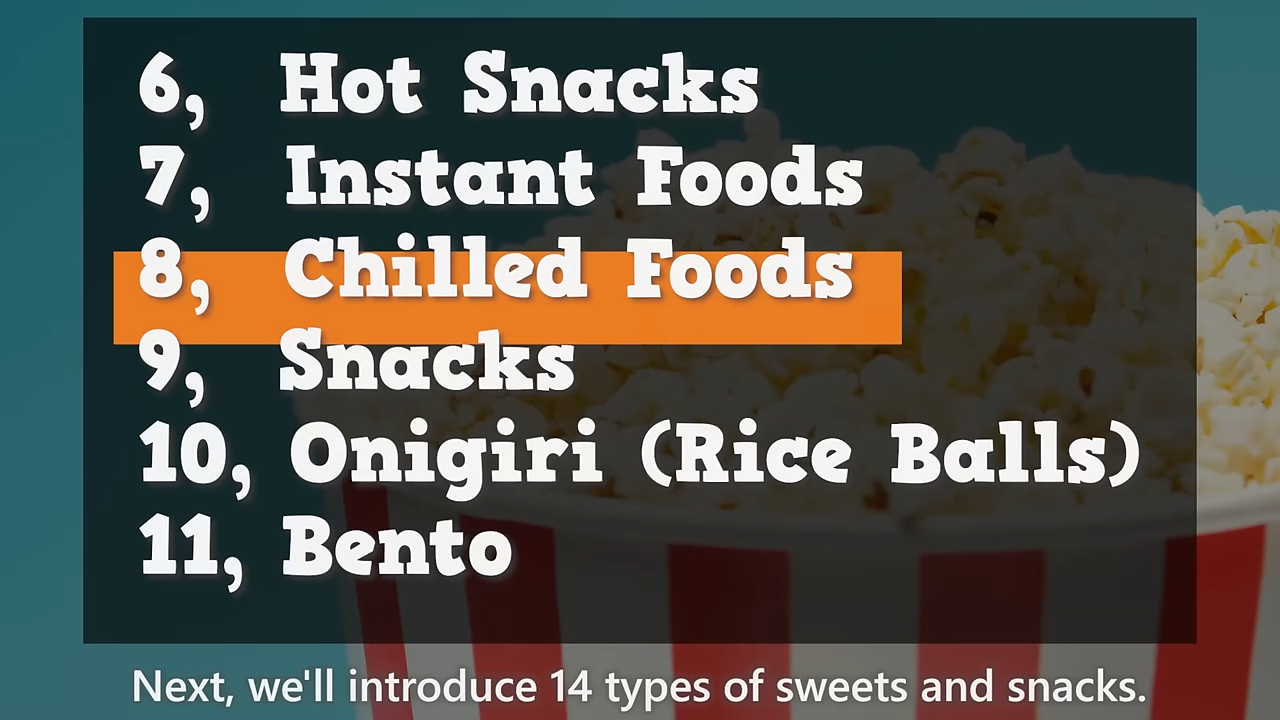 6, Hot Snacks
7, Instant Foods
8, Chilled Foods
9, Snacks
10, Onigiri (Rice Balls)
11, Bento
Next, we'll introduce 14 types of sweets and snacks.